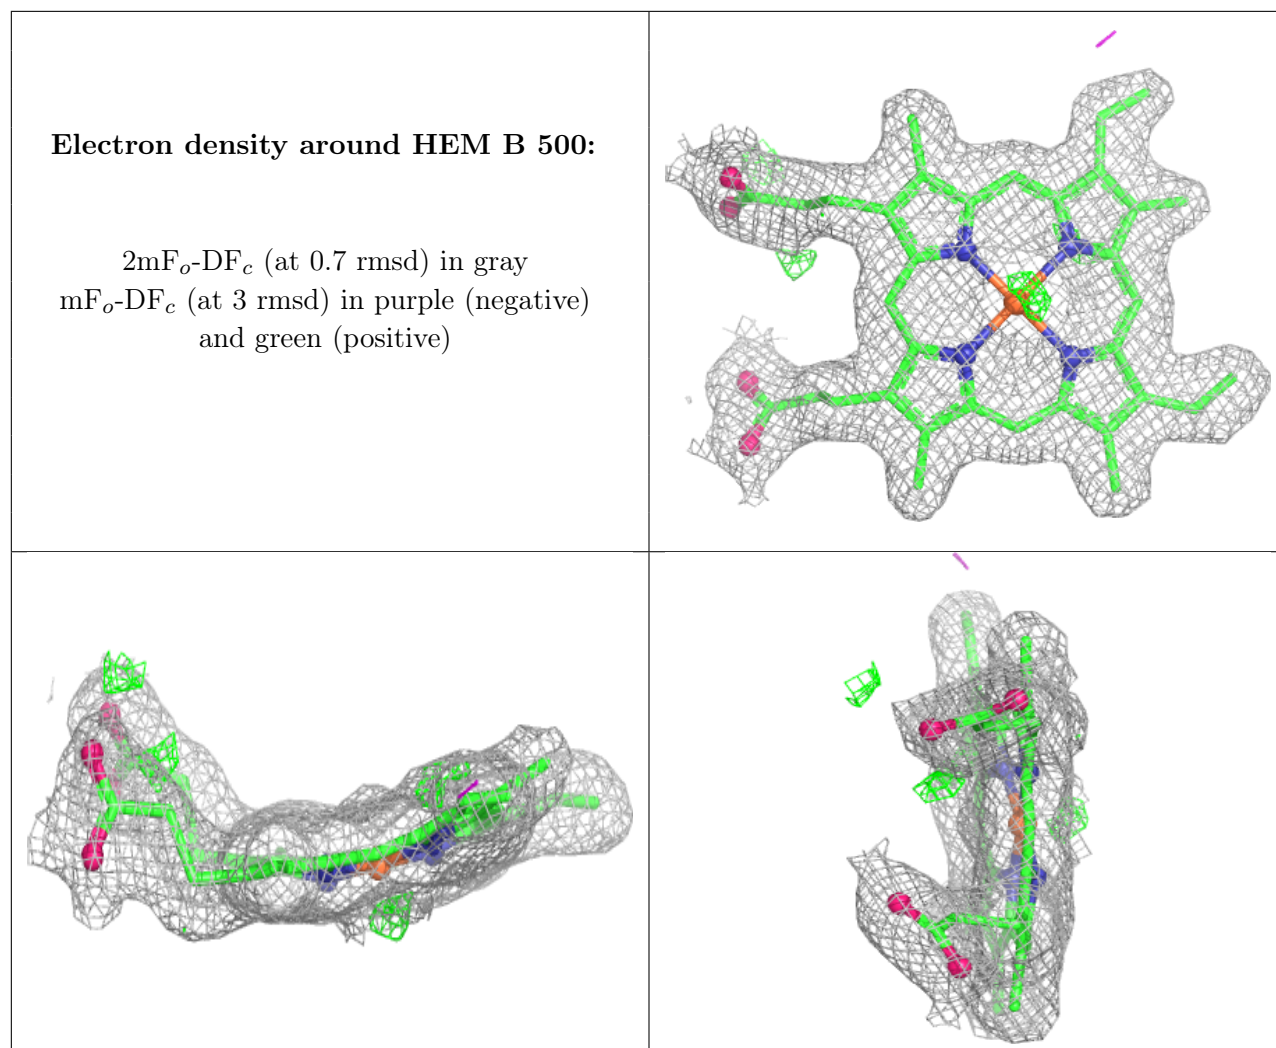 Electron density around HEM B 500:
2mFo-DFc (at 0.7 rmsd) in gray
mFo-DFc (at 3 rmsd) in purple (negative)
and green (positive)